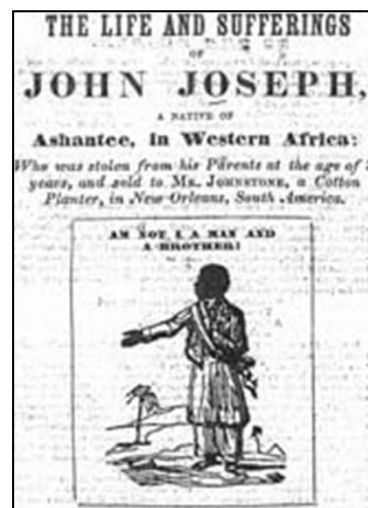 THE LIFE AND SUFFERINGS
OF
JOHN JOSEPH,
A NATIVE OF
Ashantee, in Western Africa:
Who was stolen from his Parents at the age of 3
years, and sold to MR. JOHNSTONE, a Cotton
Planter, in New Orleans, South America.
AM NOT I A MAN AND
A BROTHER!